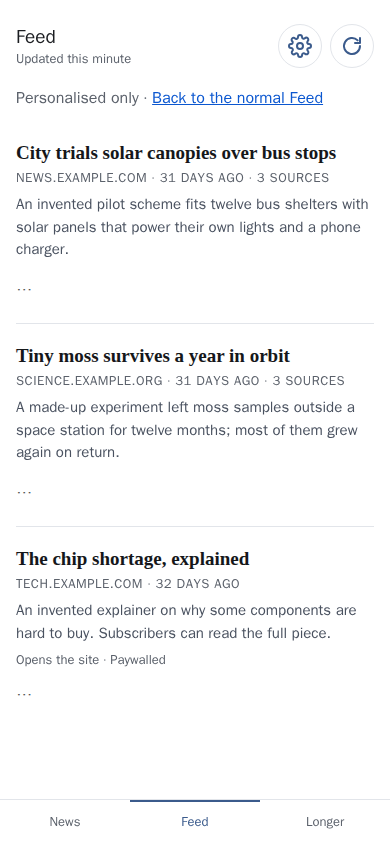 Feed
Updated this minute
Personalised only · Back to the normal Feed
City trials solar canopies over bus stops
NEWS.EXAMPLE.COM · 31 DAYS AGO · 3 SOURCES
An invented pilot scheme fits twelve bus shelters with
solar panels that power their own lights and a phone
charger.
...
Tiny moss survives a year in orbit
SCIENCE.EXAMPLE.ORG · 31 DAYS AGO · 3 SOURCES
A made-up experiment left moss samples outside a
space station for twelve months; most of them grew
again on return.
...
The chip shortage, explained
TECH.EXAMPLE.COM · 32 DAYS AGO
An invented explainer on why some components are
hard to buy. Subscribers can read the full piece.
Opens the site · Paywalled
...
News
Feed
Longer